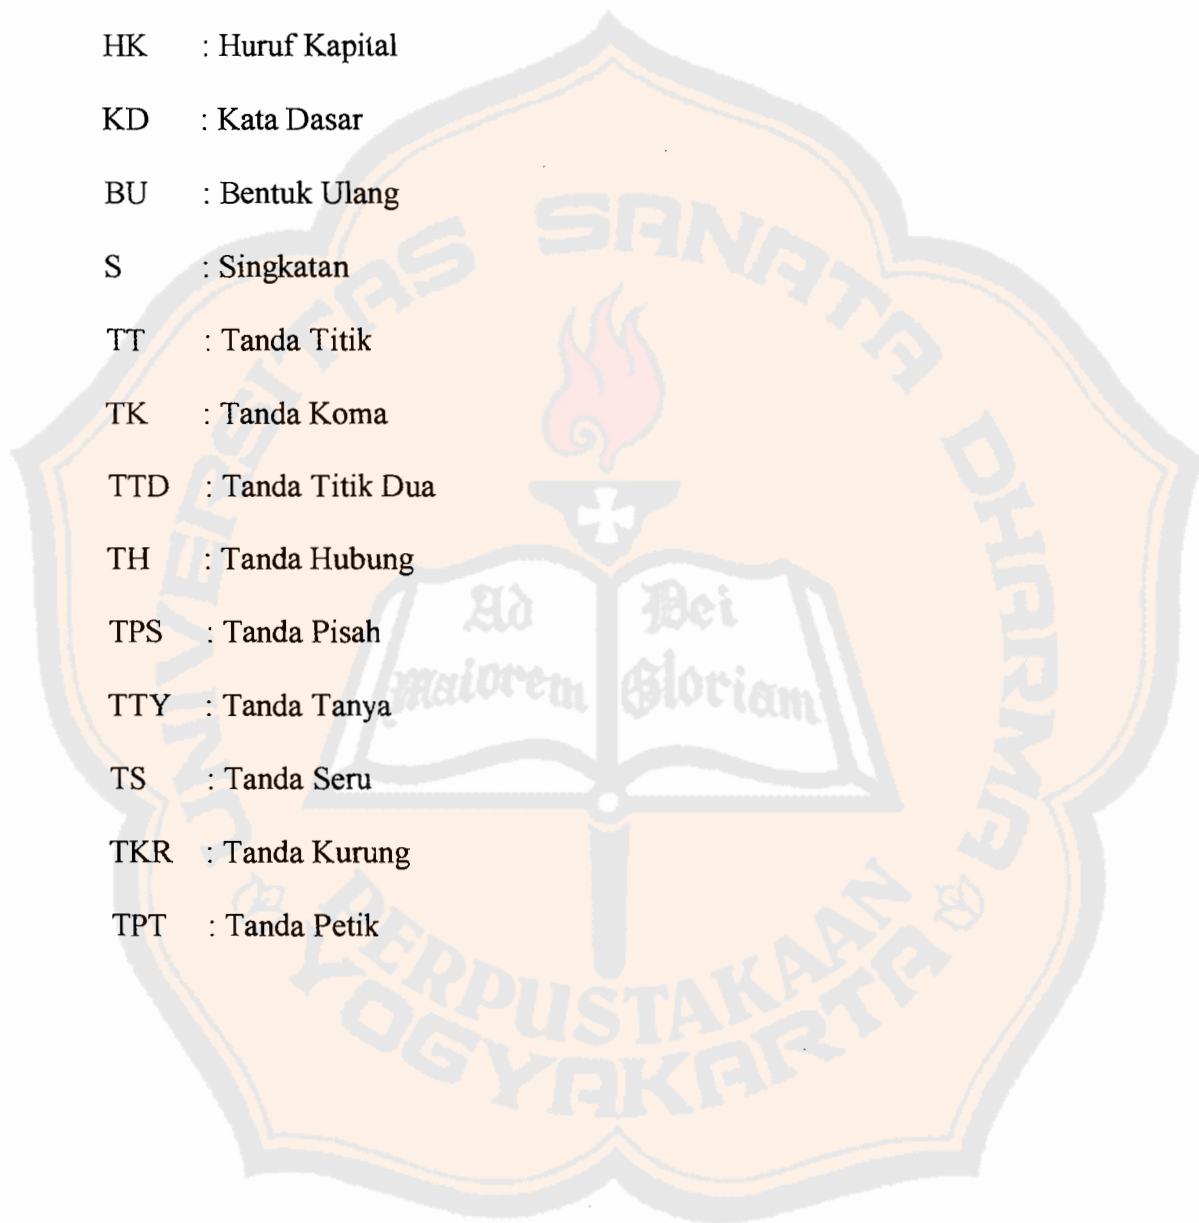 HK : Huruf Kapital
KD : Kata Dasar
BU : Bentuk Ulang
S : Singkatan
TT : Tanda Titik
TK : Tanda Koma
TTD : Tanda Titik Dua
TH : Tanda Hubung
TPS : Tanda Pisah
TTY : Tanda Tanya
TS : Tanda Seru
TKR : Tanda Kurung
TPT : Tanda Petik
UNIVERSITAS SANATA DHARMA
Ad Dei
Maiorem Gloriam
PERPUSTAKAAN
YOGYAKARTA